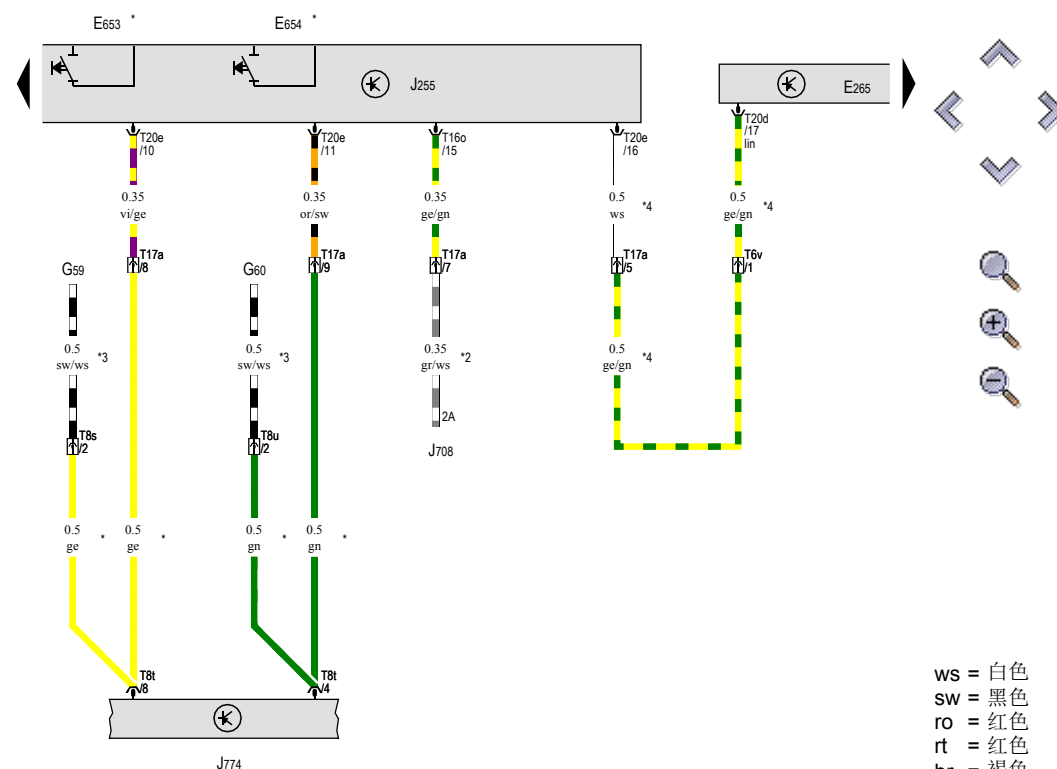 E653 *
E654 *
J255
E265
T20e
/10
T20e
/11
T16o
/15
T20e
/16
T20d
/17
lin
0.35
vi/ge
0.35
or/sw
0.35
ge/gn
0.5
ws
*4
0.5
ge/gn
*4
G59
T17a
/8
G60
T17a
/9
T17a
/7
T17a
/5
T6v
/1
0.5
sw/ws
*3
0.5
sw/ws
*3
0.35
gr/ws
*2
0.5
ge/gn
*4
2A
J708
T8s
/2
T8u
/2
0.5
ge
*
0.5
ge
*
0.5
gn
*
0.5
gn
*
T8t
/8
T8t
/4
J774
ws = 白色
sw = 黑色
ro = 红色
rt = 红色
br = 褐色